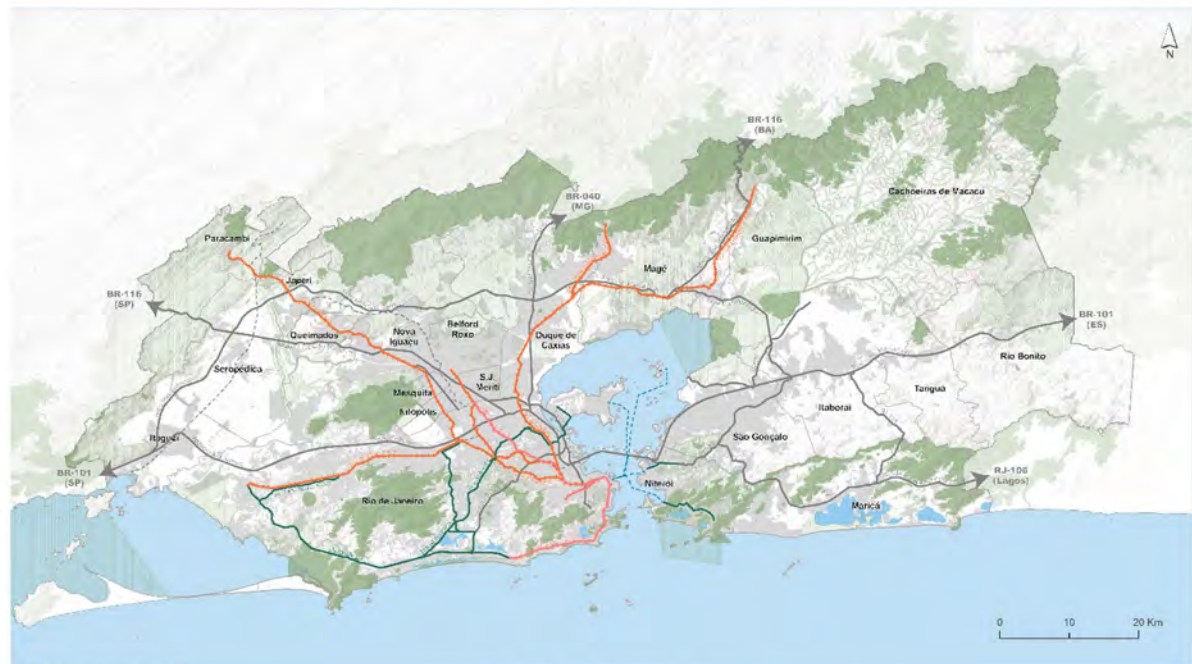 N
BR-116
(BA)
Cachoeiras de Macacu
BR-040
(MG)
Paracambi
Guapimirim
Magé
Japeri
BR-116
(SP)
BR-101
(ES)
Queimados
Nova
Iguaçu
Belford
Roxo
Duque de
Caxias
Rio Bonito
Seropédica
S.J.
Meriti
Mesquita
Tanguá
Nilópolis
Itaboraí
Itaguaí
São Gonçalo
BR-101
(SP)
RJ-106
(Lagos)
Niterói
Rio de Janeiro
Maricá
0 10 20 Km